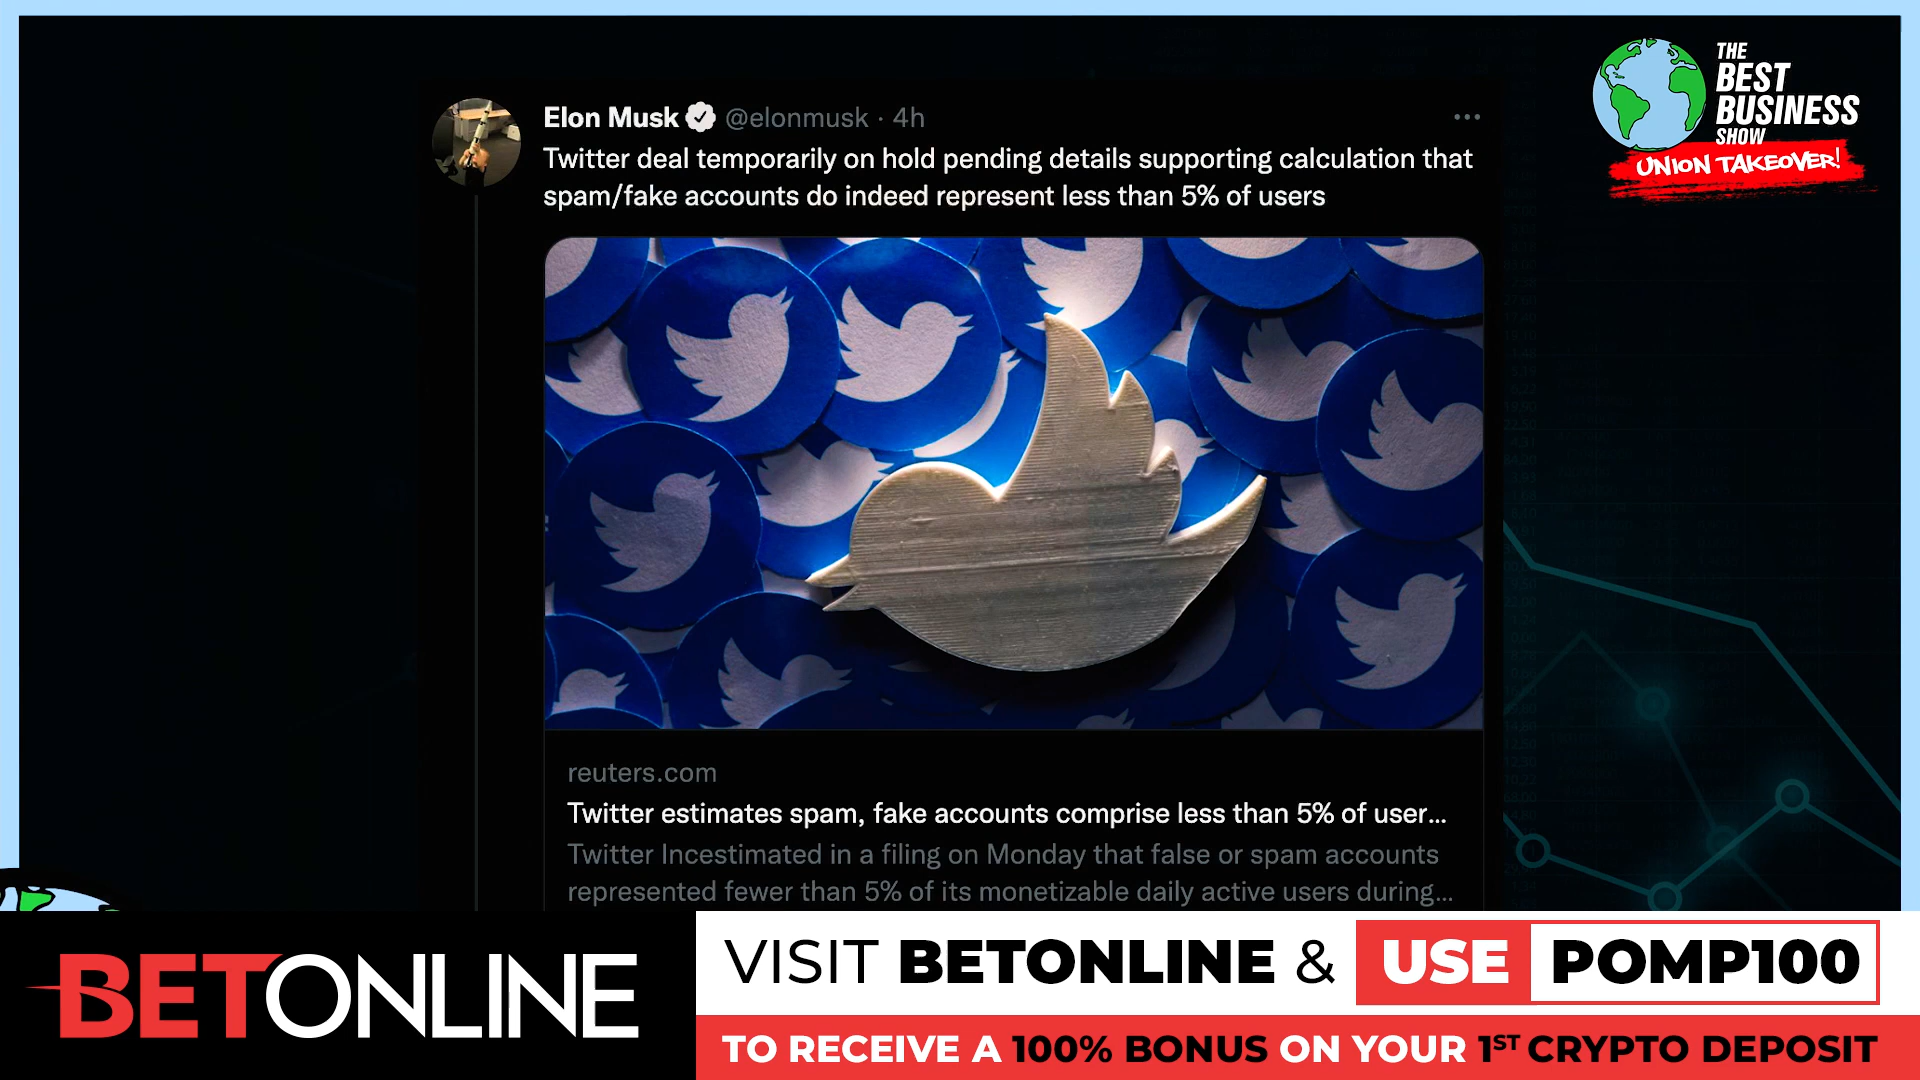 Elon Musk @elonmusk · 4h
Twitter deal temporarily on hold pending details supporting calculation that
spam/fake accounts do indeed represent less than 5% of users
THE
BEST
BUSINESS
SHOW
UNION TAKEOVER!
reuters.com
Twitter estimates spam, fake accounts comprise less than 5% of user...
Twitter Incestimated in a filing on Monday that false or spam accounts
represented fewer than 5% of its monetizable daily active users during...
BETONLINE
VISIT BETONLINE & USE POMP100
TO RECEIVE A 100% BONUS ON YOUR 1ST CRYPTO DEPOSIT